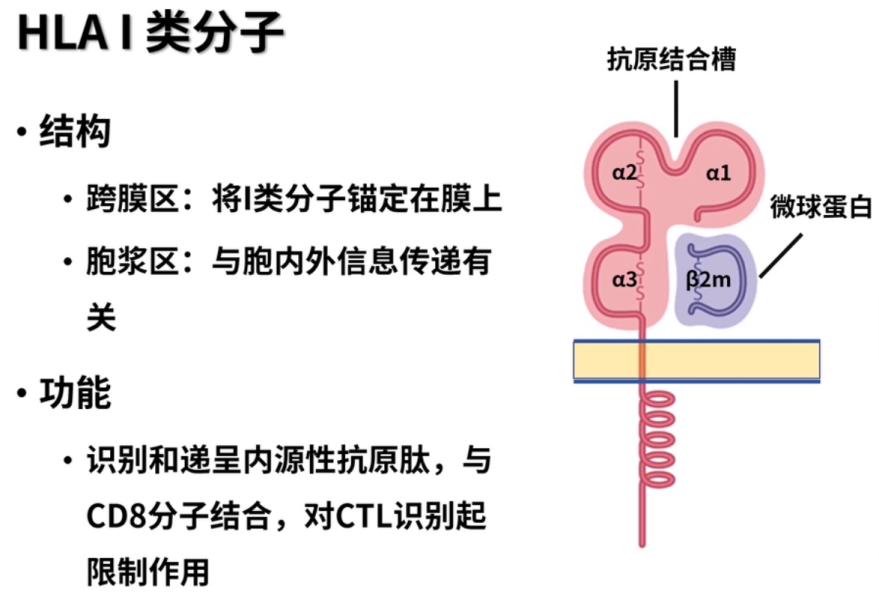 HLA I 类分子
• 结构
• 跨膜区：将I类分子锚定在膜上
• 胞浆区：与胞内外信息传递有
关
• 功能
• 识别和递呈内源性抗原肽，与
CD8分子结合，对CTL识别起
限制作用
抗原结合槽
α2
α1
微球蛋白
α3
β2m